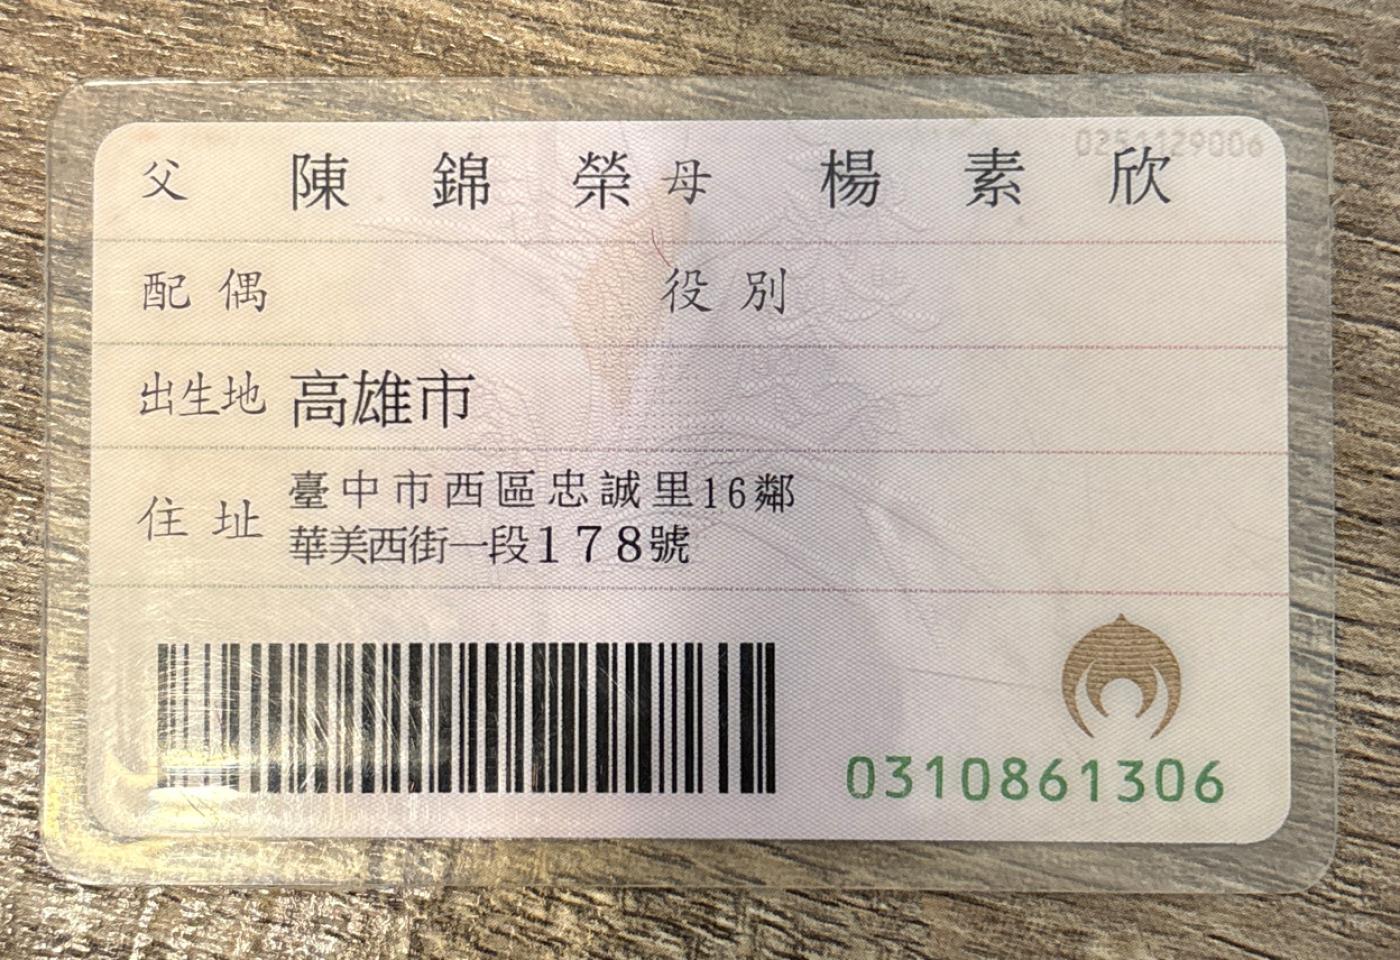 0251129006
父 陳錦榮 母 楊素欣
配偶 役別
出生地 高雄市
住址 臺中市西區忠誠里16鄰
華美西街一段178號
0310861306